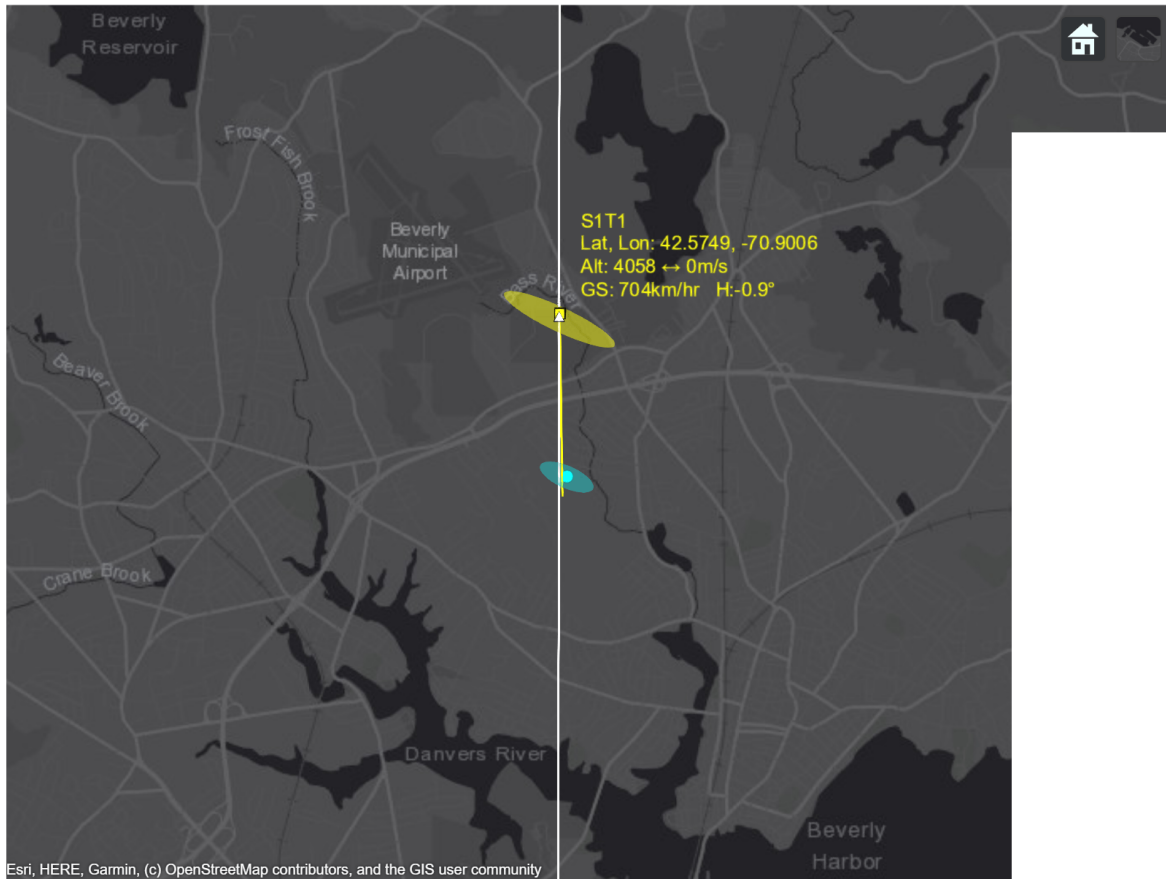 Beverly
Reservoir
Frost Fish Brook
Beverly
Municipal
Airport
S1T1
Lat, Lon: 42.5749, -70.9006
Alt: 4058 ↔ 0m/s
GS: 704km/hr H:-0.9°
Bass River
Beaver Brook
Crane Brook
Danvers River
Beverly
Harbor
Esri, HERE, Garmin, (c) OpenStreetMap contributors, and the GIS user community